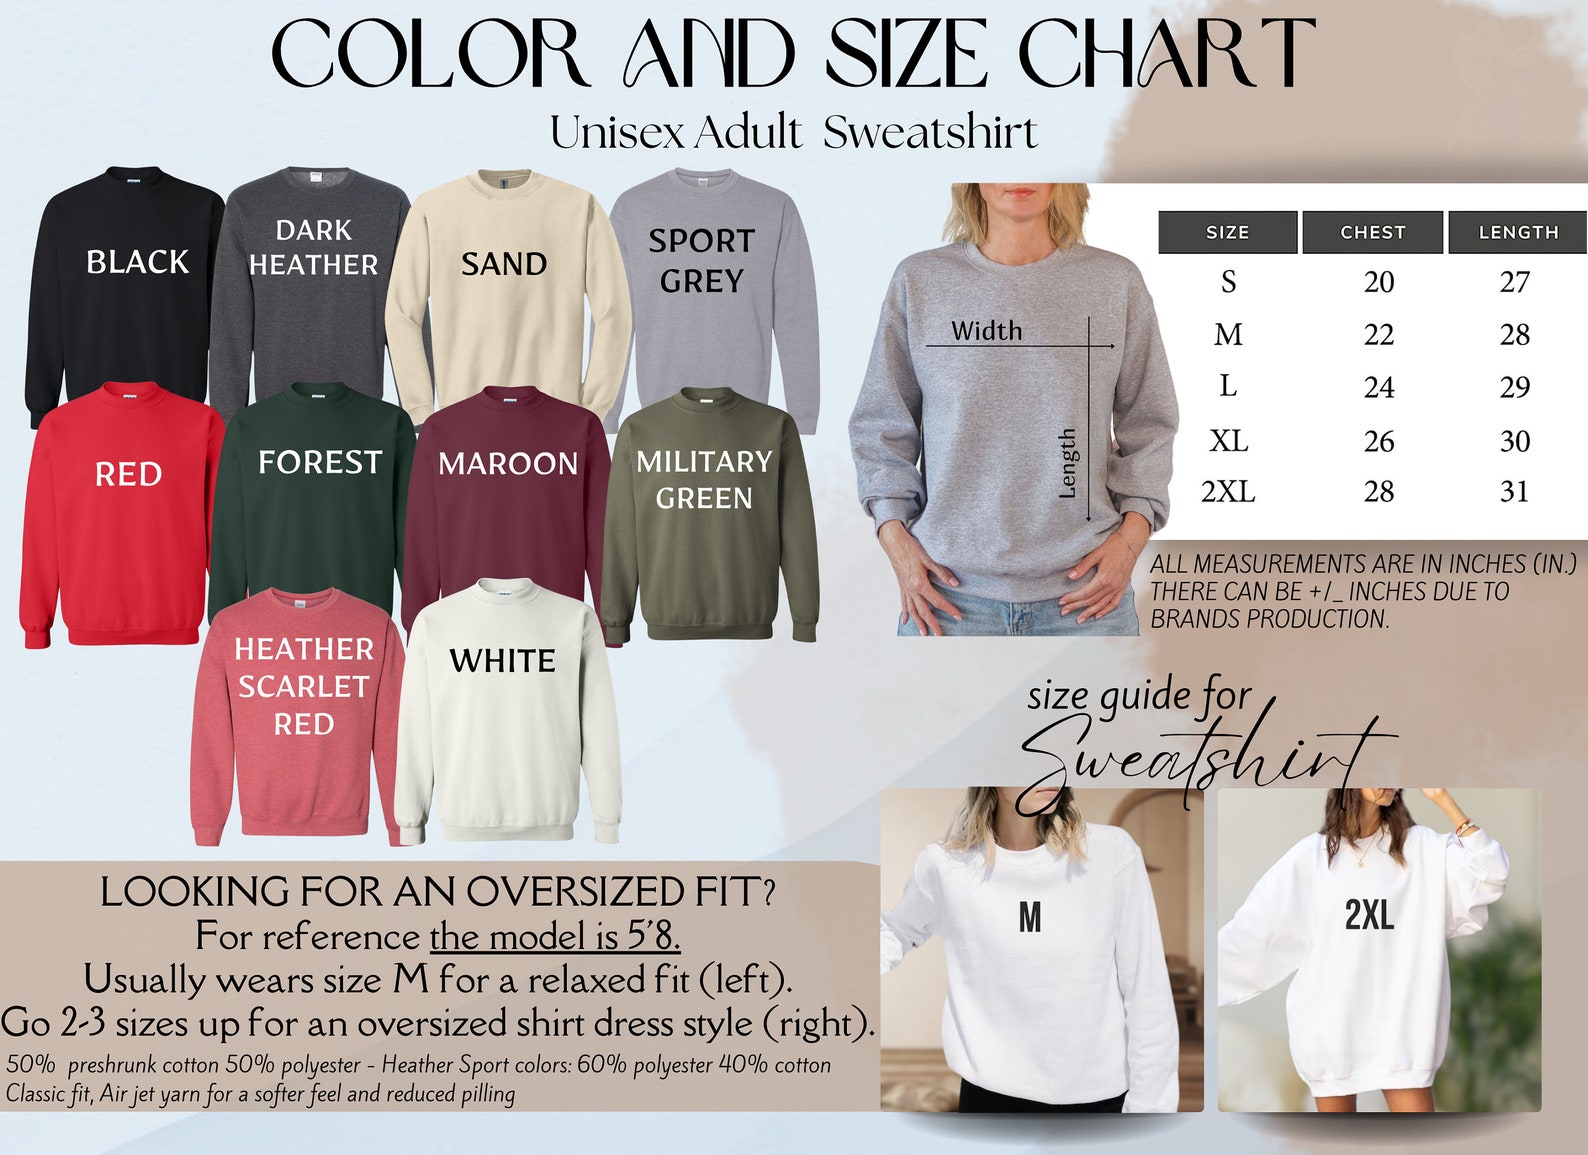 COLOR AND SIZE CHART
Unisex Adult Sweatshirt
BLACK
DARK
HEATHER
SAND
SPORT
GREY
RED
FOREST
MAROON
MILITARY
GREEN
HEATHER
SCARLET
RED
WHITE
Width
Length
SIZE CHEST LENGTH
S 20 27
M 22 28
L 24 29
XL 26 30
2XL 28 31
ALL MEASUREMENTS ARE IN INCHES (IN.)
THERE CAN BE +/_ INCHES DUE TO
BRANDS PRODUCTION.
size guide for
Sweatshirt
M
2XL
LOOKING FOR AN OVERSIZED FIT?
For reference the model is 5'8.
Usually wears size M for a relaxed fit (left).
Go 2-3 sizes up for an oversized shirt dress style (right).
50% preshrunk cotton 50% polyester - Heather Sport colors: 60% polyester 40% cotton
Classic fit, Air jet yarn for a softer feel and reduced pilling